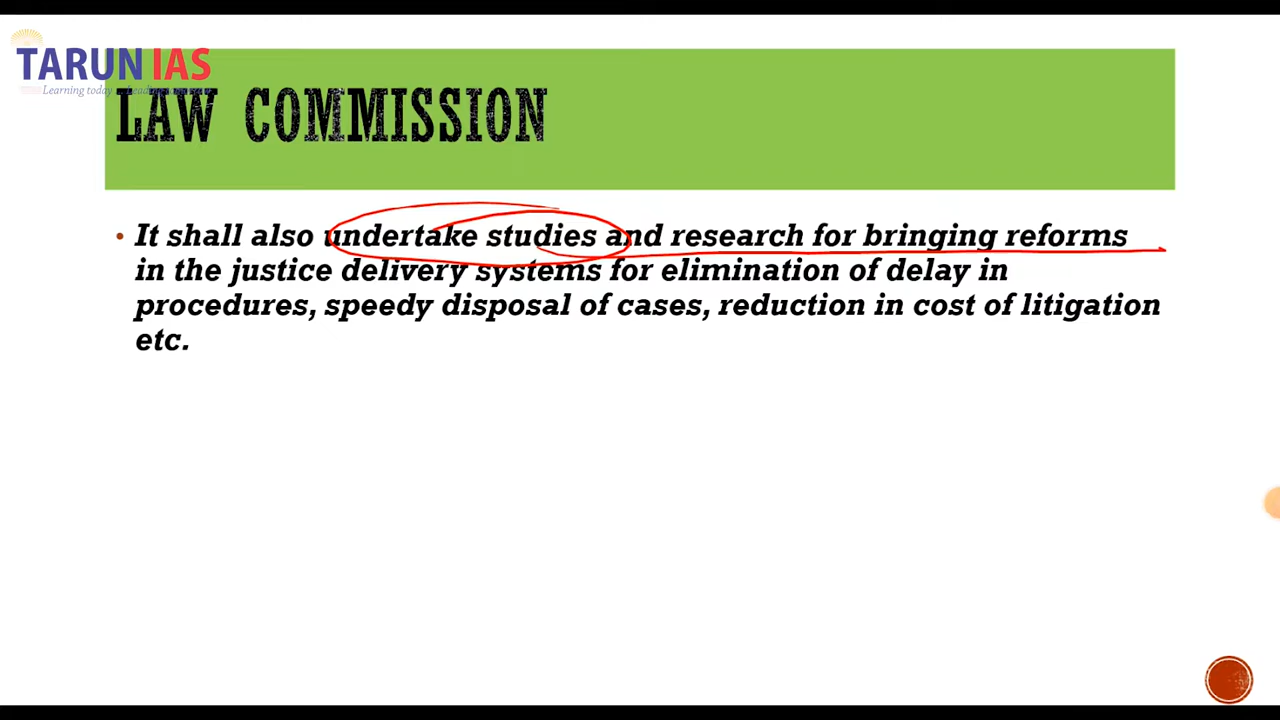 TARUN IAS
LAW COMMISSION
• It shall also undertake studies and research for bringing reforms
in the justice delivery systems for elimination of delay in
procedures, speedy disposal of cases, reduction in cost of litigation
etc.